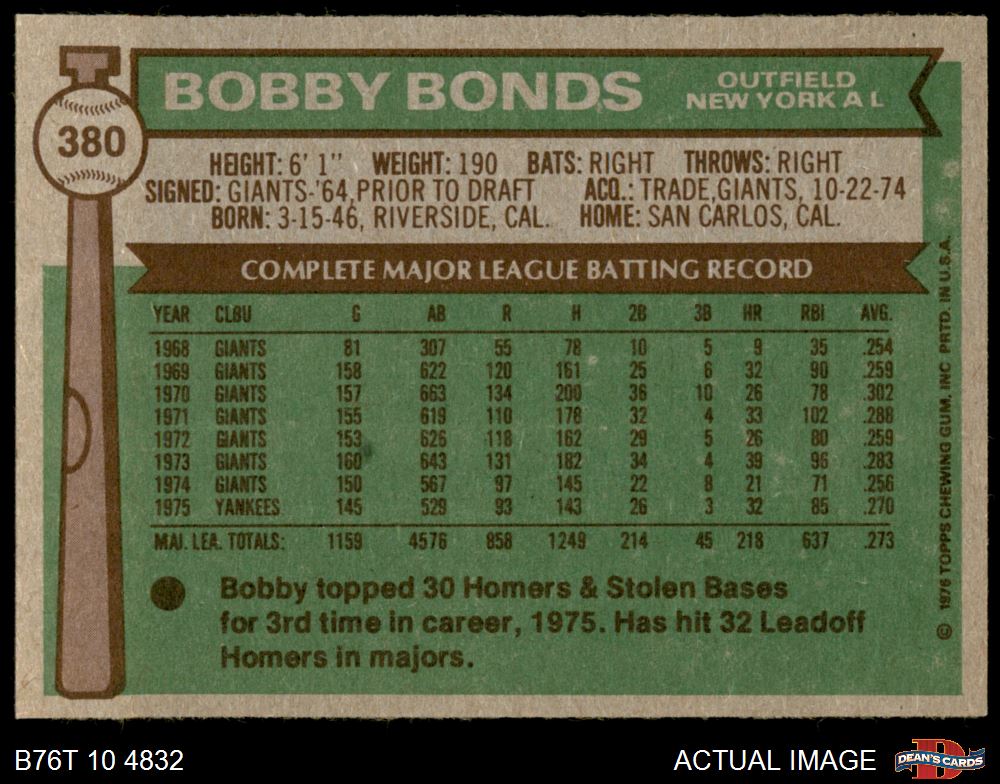 BOBBY BONDS
OUTFIELD
NEW YORK A L
380
HEIGHT: 6' 1" WEIGHT: 190 BATS: RIGHT THROWS: RIGHT
SIGNED: GIANTS-'64, PRIOR TO DRAFT ACQ.: TRADE, GIANTS, 10-22-74
BORN: 3-15-46, RIVERSIDE, CAL. HOME: SAN CARLOS, CAL.
COMPLETE MAJOR LEAGUE BATTING RECORD
YEAR CLBU G AB R H 2B 3B HR RBI AVG.
1968 GIANTS 81 307 55 78 10 5 9 35 .254
1969 GIANTS 158 622 120 161 25 6 32 90 .259
1970 GIANTS 157 663 134 200 36 10 26 78 .302
1971 GIANTS 155 619 110 178 32 4 33 102 .288
1972 GIANTS 153 626 118 162 29 5 26 80 .259
1973 GIANTS 160 643 131 182 34 4 39 96 .283
1974 GIANTS 150 567 97 145 22 8 21 71 .256
1975 YANKEES 145 529 93 143 26 3 32 85 .270
MAJ. LEA. TOTALS: 1159 4576 858 1249 214 45 218 637 .273
Bobby topped 30 Homers & Stolen Bases
for 3rd time in career, 1975. Has hit 32 Leadoff
Homers in majors.
© 1976 TOPPS CHEWING GUM, INC PRTD. IN U.S.A.
B76T 10 4832
ACTUAL IMAGE
D
DEAN'S CARDS